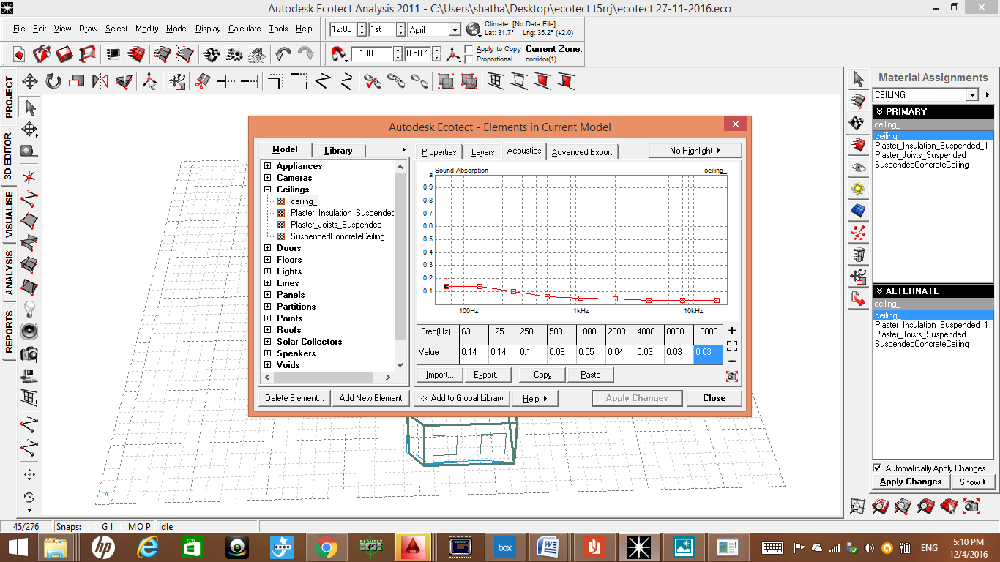 Autodesk Ecotect Analysis 2011 - C:\Users\shatha\Desktop\ecotect t5rrj\ecotect 27-11-2016.eco
File Edit View Draw Select Modify Model Display Calculate Tools Help
12:00 1st April
Climate: [No Data File]
Lat: 31.7° Lng: 35.2° (+2.0)
0.100 0.50 °
Apply to Copy
Proportional
Current Zone:
corridor(1)
PROJECT
3D EDITOR
VISUALISE
ANALYSIS
REPORTS
Autodesk Ecotect - Elements in Current Model
Model Library
Appliances
Cameras
Ceilings
ceiling_
Plaster_Insulation_Suspended
Plaster_Joists_Suspended
SuspendedConcreteCeiling
Doors
Floors
Lights
Lines
Panels
Partitions
Points
Roofs
Solar Collectors
Speakers
Voids
Properties Layers Acoustics Advanced Export No Highlight
Sound Absorption ceiling_
a
0.9
0.8
0.7
0.6
0.5
0.4
0.3
0.2
0.1
100Hz 1kHz 10kHz
Freq(Hz) 63 125 250 500 1000 2000 4000 8000 16000
Value 0.14 0.14 0.1 0.06 0.05 0.04 0.03 0.03 0.03
Import... Export... Copy Paste
Delete Element... Add New Element << Add to Global Library Help Apply Changes Close
Material Assignments
CEILING
PRIMARY
ceiling_
ceiling_
Plaster_Insulation_Suspended_1
Plaster_Joists_Suspended
SuspendedConcreteCeiling
ALTERNATE
ceiling_
ceiling_
Plaster_Insulation_Suspended_1
Plaster_Joists_Suspended
SuspendedConcreteCeiling
Automatically Apply Changes
Apply Changes Show
45/276 Snaps: A C G I L M O P Idle
hp
box
ENG
5:10 PM
12/4/2016